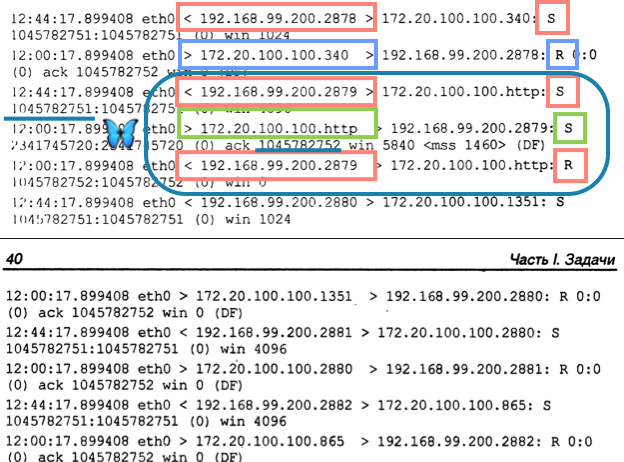 12:44:17.899408 eth0 < 192.168.99.200.2878 > 172.20.100.100.340: S
1045782751:1045782751 (0) win 1024
12:00:17.899408 eth0 > 172.20.100.100.340 > 192.168.99.200.2878: R 0:0
(0) ack 1045782752 win 0 (DF)
12:44:17.899408 eth0 < 192.168.99.200.2879 > 172.20.100.100.http: S
1045782751:1045782751 (0) win 4096
12:00:17.899408 eth0 > 172.20.100.100.http > 192.168.99.200.2879: S
2341745720:2341745720 (0) ack 1045782752 win 5840 <mss 1460> (DF)
12:44:17.899408 eth0 < 192.168.99.200.2879 > 172.20.100.100.http: R
1045782752:1045782752 (0) win 0
12:44:17.899408 eth0 < 192.168.99.200.2880 > 172.20.100.100.1351: S
1045782751:1045782751 (0) win 1024
40 Часть I. Задачи
12:00:17.899408 eth0 > 172.20.100.100.1351 > 192.168.99.200.2880: R 0:0
(0) ack 1045782752 win 0 (DF)
12:44:17.899408 eth0 < 192.168.99.200.2881 > 172.20.100.100.2880: S
1045782751:1045782751 (0) win 4096
12:00:17.899408 eth0 > 172.20.100.100.2880 > 192.168.99.200.2881: R 0:0
(0) ack 1045782752 win 0 (DF)
12:44:17.899408 eth0 < 192.168.99.200.2882 > 172.20.100.100.865: S
1045782751:1045782751 (0) win 4096
12:00:17.899408 eth0 > 172.20.100.100.865 > 192.168.99.200.2882: R 0:0
(0) ack 1045782752 win 0 (DF)